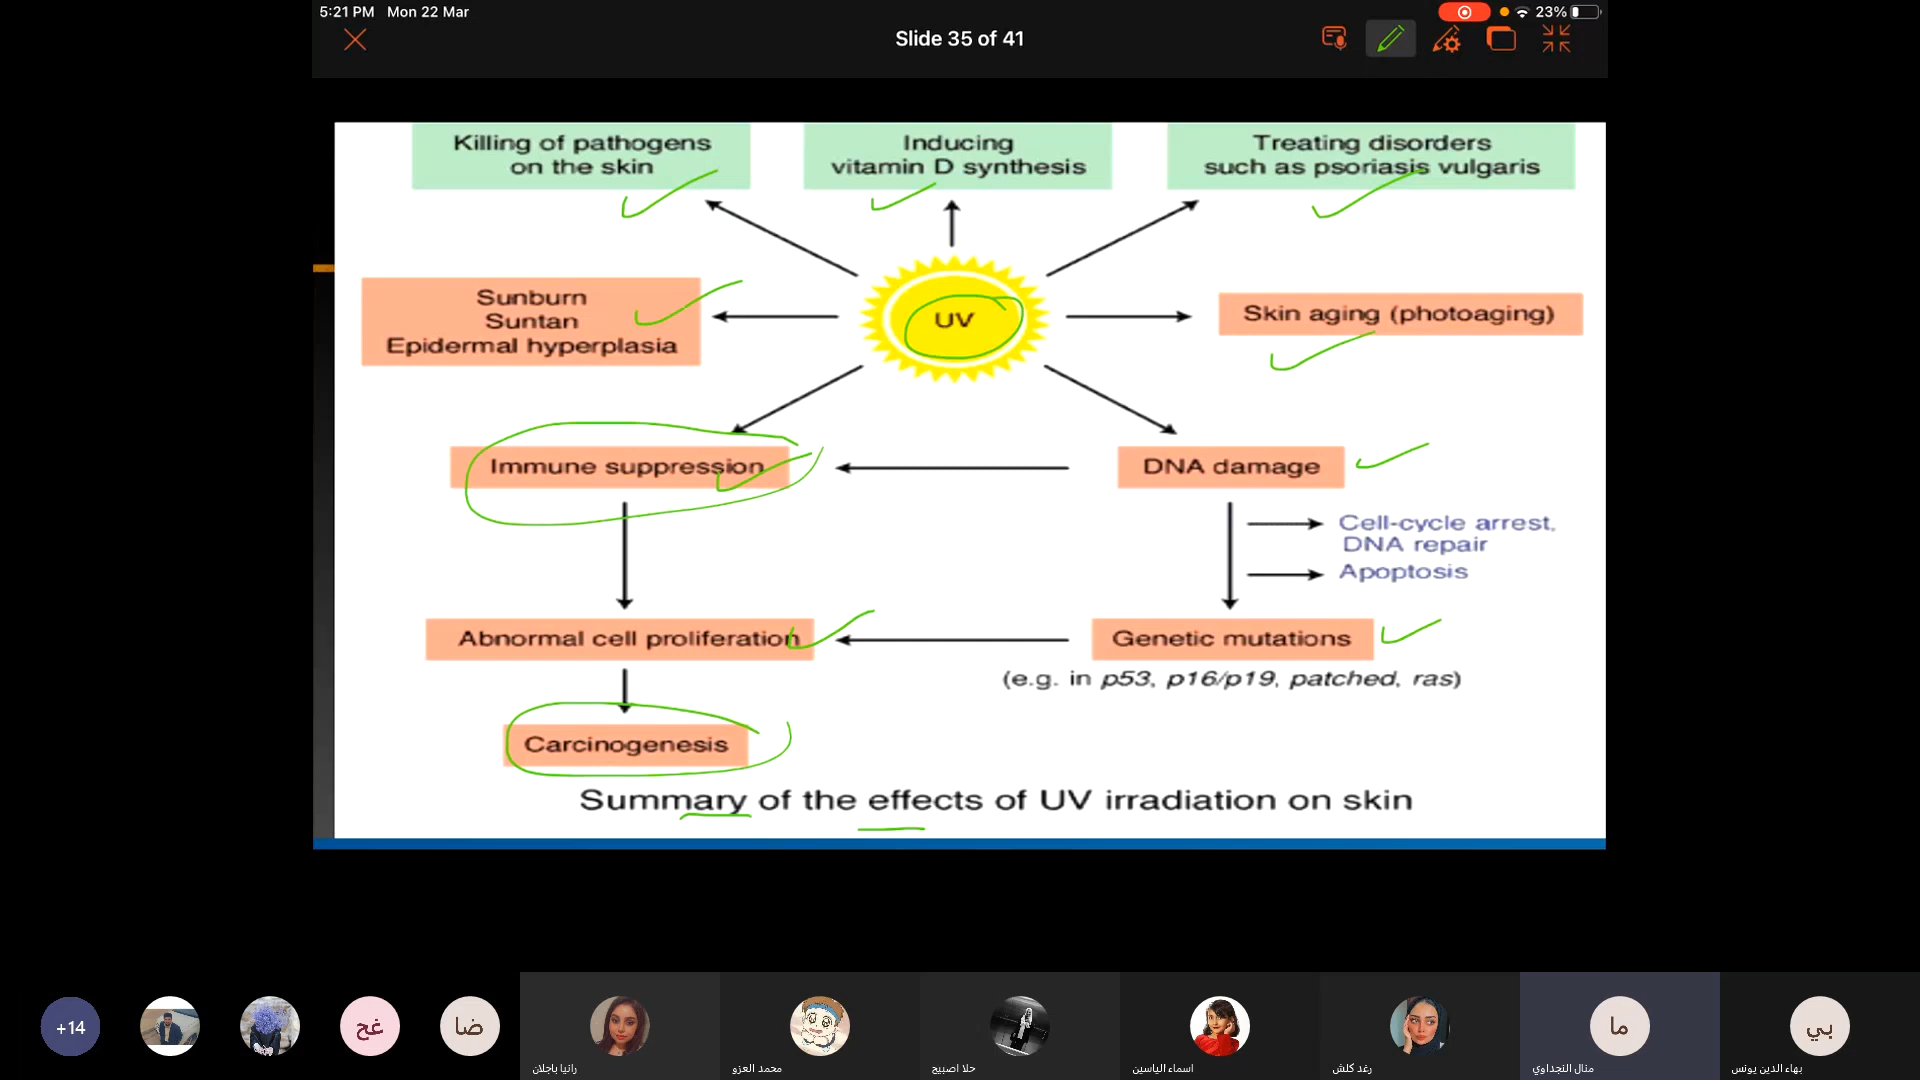 5:21 PM Mon 22 Mar
23%
Slide 35 of 41
Killing of pathogens
on the skin
Inducing
vitamin D synthesis
Treating disorders
such as psoriasis vulgaris
Sunburn
Suntan
Epidermal hyperplasia
UV
Skin aging (photoaging)
Immune suppression
DNA damage
Cell-cycle arrest,
DNA repair
Apoptosis
Abnormal cell proliferation
Genetic mutations
(e.g. in p53, p16/p19, patched, ras)
Carcinogenesis
Summary of the effects of UV irradiation on skin
+14
غح
ضا
ما
بي
رانيا باجلان
محمد العزو
حلا اصبيح
اسماء الياسين
رغد كلش
منال النجداوي
بهاء الدين يونس